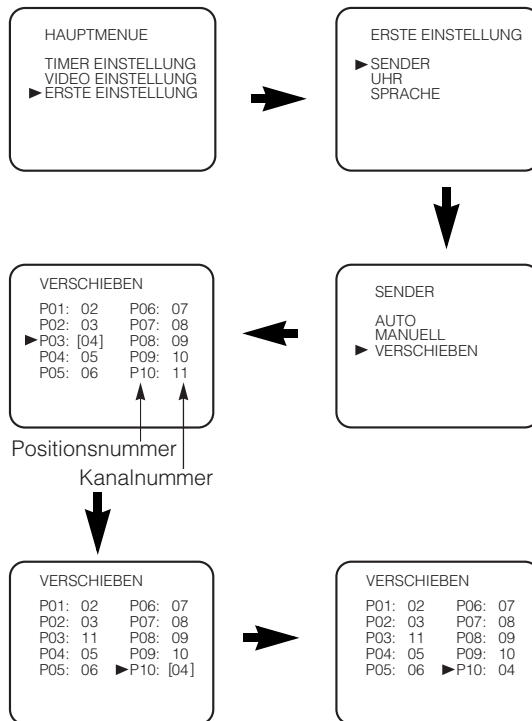 HAUPTMENUE
TIMER EINSTELLUNG
VIDEO EINSTELLUNG
►ERSTE EINSTELLUNG
ERSTE EINSTELLUNG
►SENDER
UHR
SPRACHE
SENDER
AUTO
MANUELL
► VERSCHIEBEN
VERSCHIEBEN
P01: 02 P06: 07
P02: 03 P07: 08
►P03: [04] P08: 09
P04: 05 P09: 10
P05: 06 P10: 11
Positionsnummer
Kanalnummer
VERSCHIEBEN
P01: 02 P06: 07
P02: 03 P07: 08
P03: 11 P08: 09
P04: 05 P09: 10
P05: 06 ►P10: [04]
VERSCHIEBEN
P01: 02 P06: 07
P02: 03 P07: 08
P03: 11 P08: 09
P04: 05 P09: 10
P05: 06 ►P10: 04